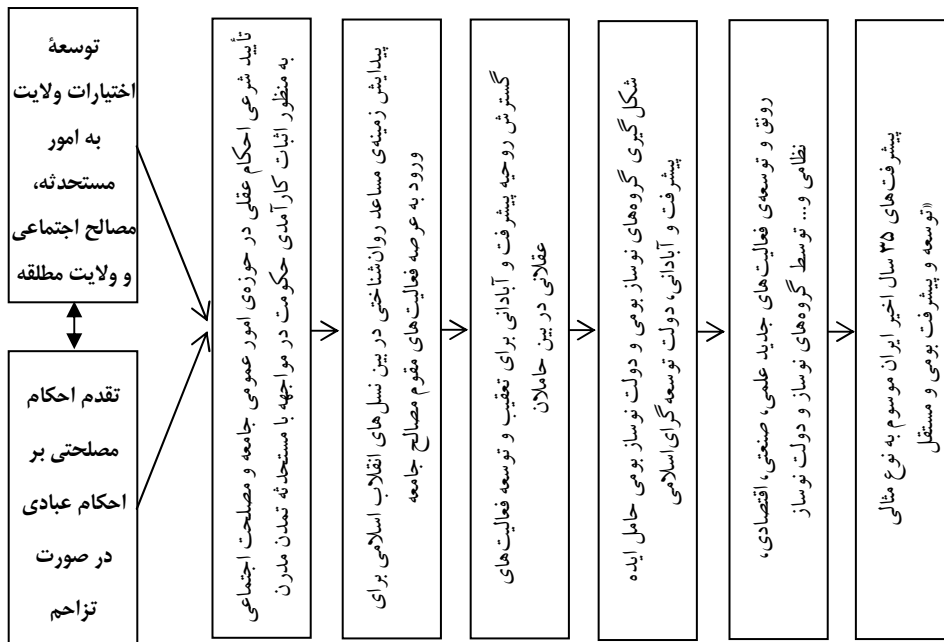 توسعۀ
اختیارات ولایت
به امور
مستحدثه،
مصالح اجتماعی
و ولایت مطلقه
تقدم احکام
مصلحتی بر
احکام عبادی
در صورت
تزاحم
تأیید شرعی احکام عقلی در حوزه‌ی امور عمومی جامعه و مصلحت اجتماعی
به منظور اثبات کارآمدی حکومت در مواجهه با مستحدثه تمدن مدرن
پیدایش زمینه‌ی مساعد روان‌شناختی در بین نسل‌های انقلاب اسلامی برای
ورود به عرصه فعالیت‌های مقوم مصالح جامعه
گسترش روحیه پیشرفت و آبادانی برای تعقیب و توسعه فعالیت‌های
عقلانی در بین حاملان
شکل گیری گروه‌های نوساز بومی و دولت نوساز بومی حامل ایده
پیشرفت و آبادانی، دولت توسعه‌گرای‌اسلامی
رونق و توسعه‌ی فعالیت‌های جدید علمی، صنعتی، اقتصادی،
نظامی و... توسط گروه‌های نوساز و دولت نوساز
پیشرفت‌های ۳۵ سال اخیر ایران موسوم به نوع مثالی
«توسعه و پیشرفت بومی و مستقل